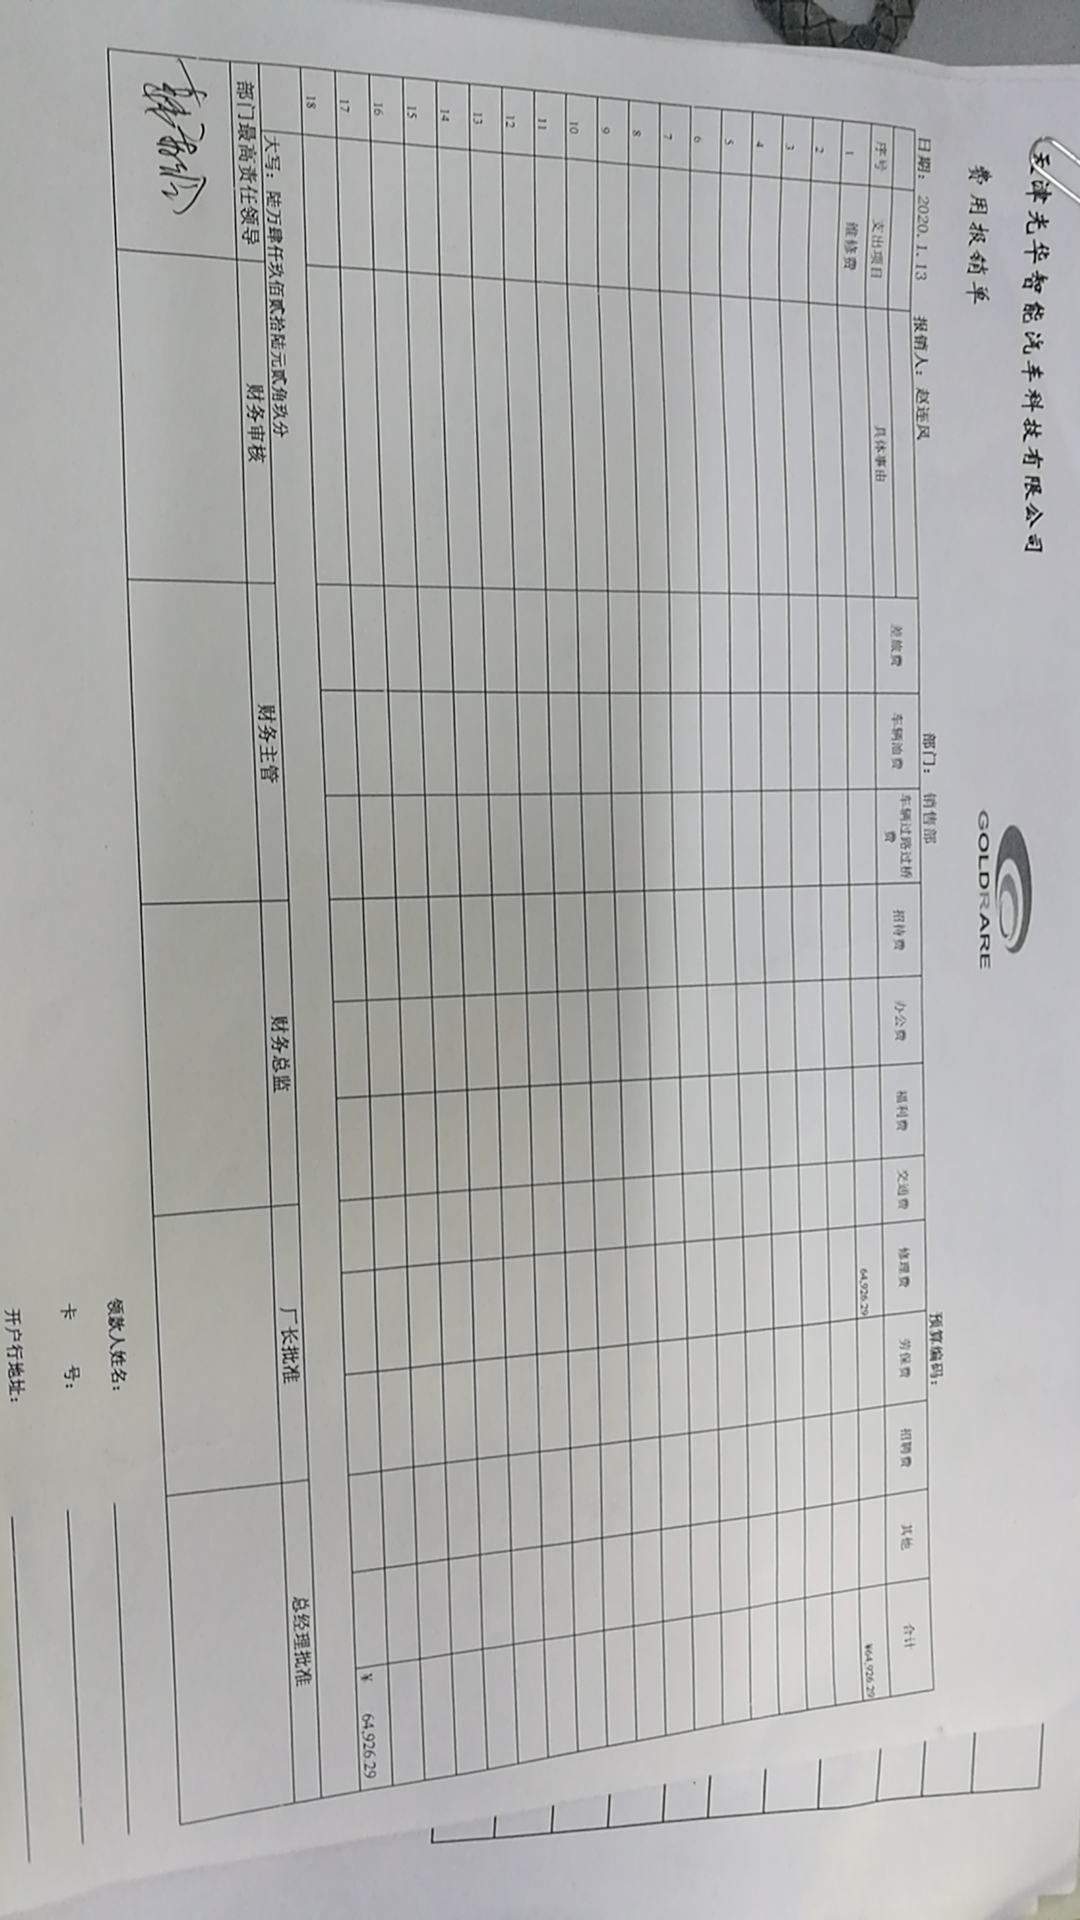 天津光华智能汽车科技有限公司
费用报销单
GOLDRARE
日期：2020.1.13 报销人：赵连风 部门：销售部 预算编码：
序号 支出项目 具体事由 差旅费 车辆油费 车辆过路过桥费 招待费 办公费 福利费 交通费 修理费 劳保费 招聘费 其他 合计
1 维修费 64,926.29 ¥64,926.29
2
3
4
5
6
7
8
9
10
11
12
13
14
15
16
17
18
¥ 64,926.29
大写：陆万肆仟玖佰贰拾陆元贰角玖分
部门最高责任领导 财务审核 财务主管 财务总监 厂长批准 总经理批准
领款人姓名：
卡 号：
开户行地址：